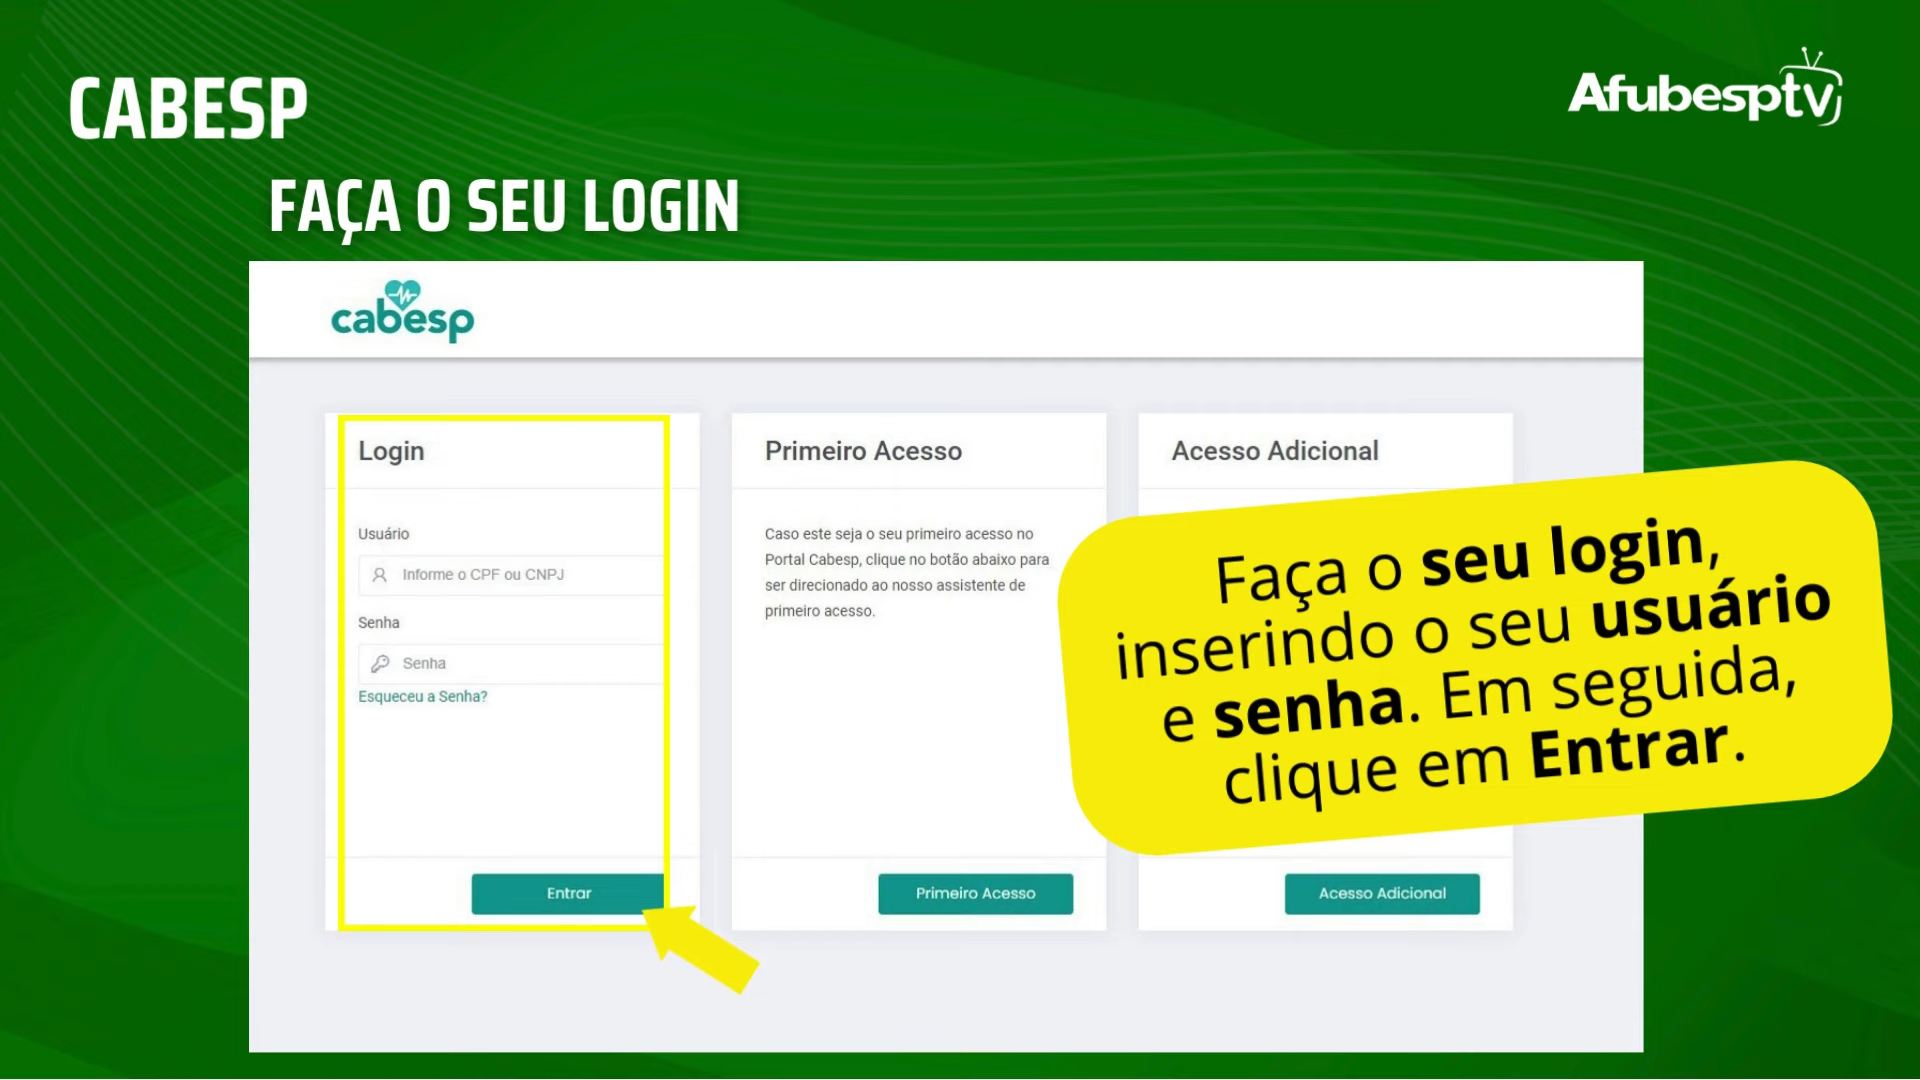 CABESP
Afubesptv
FAÇA O SEU LOGIN
cabesp
Login
Usuário
Informe o CPF ou CNPJ
Senha
Senha
Esqueceu a Senha?
Entrar
Primeiro Acesso
Caso este seja o seu primeiro acesso no
Portal Cabesp, clique no botão abaixo para
ser direcionado ao nosso assistente de
primeiro acesso.
Primeiro Acesso
Acesso Adicional
Acesso Adicional
Faça o seu login,
inserindo o seu usuário
e senha. Em seguida,
clique em Entrar.